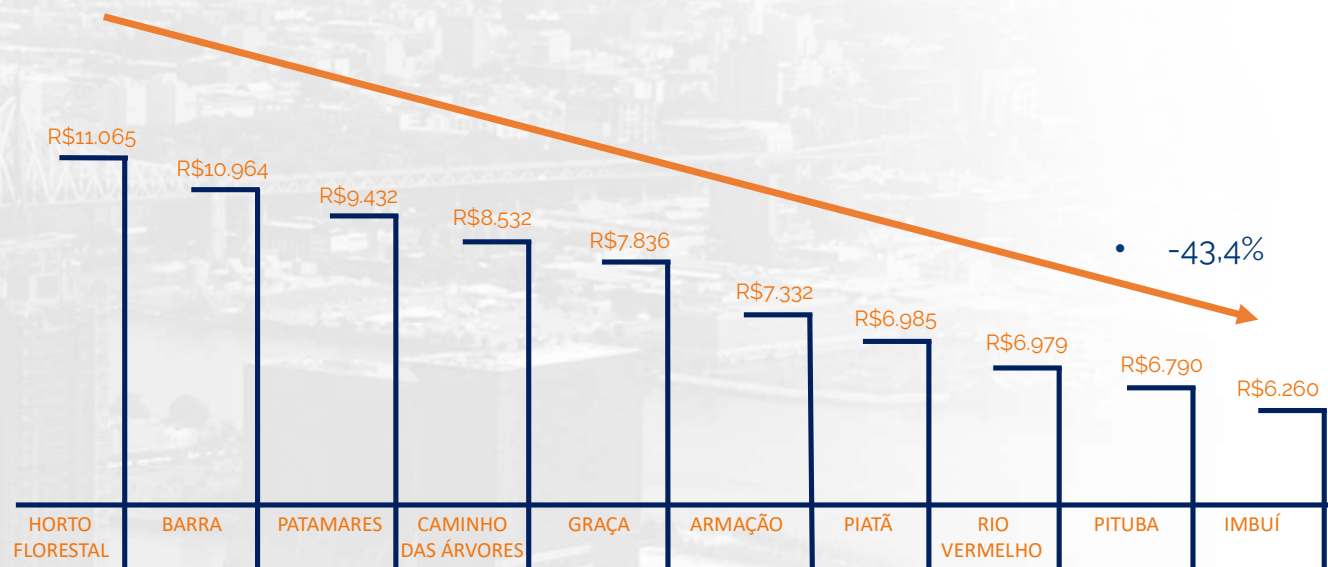 R$11.065
R$10.964
R$9.432
R$8.532
R$7.836
R$7.332
R$6.985
R$6.979
R$6.790
R$6.260
• -43,4%
HORTO
FLORESTAL
BARRA
PATAMARES
CAMINHO
DAS ÁRVORES
GRAÇA
ARMAÇÃO
PIATÃ
RIO
VERMELHO
PITUBA
IMBUÍ